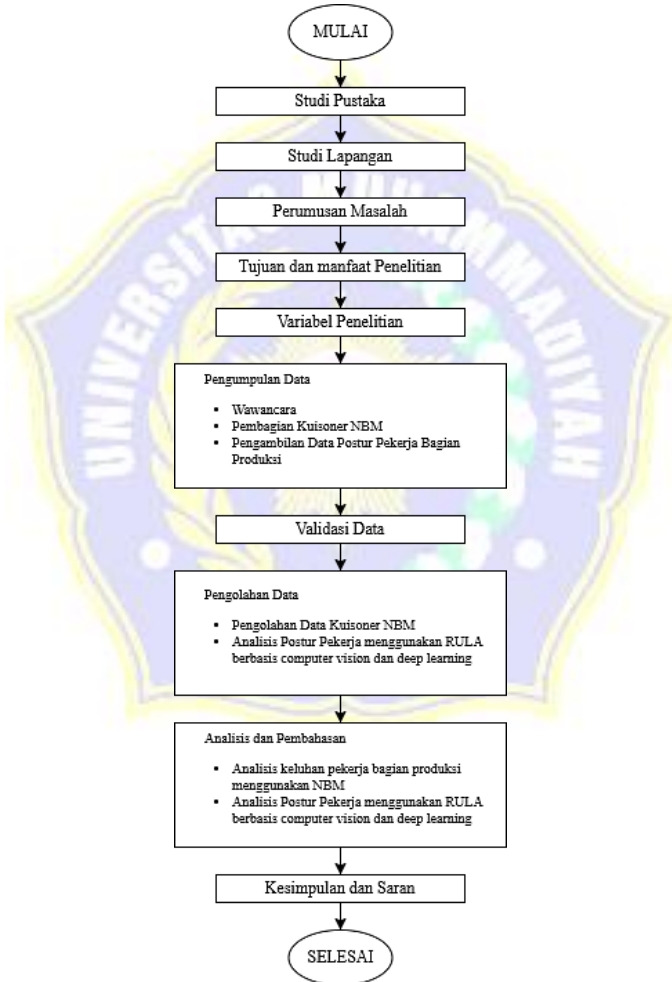 MULAI
Studi Pustaka
Studi Lapangan
Perumusan Masalah
Tujuan dan manfaat Penelitian
Variabel Penelitian
Pengumpulan Data
▪ Wawancara
▪ Pembagian Kuisoner NBM
▪ Pengambilan Data Postur Pekerja Bagian
Produksi
Validasi Data
Pengolahan Data
▪ Pengolahan Data Kuisoner NBM
▪ Analisis Postur Pekerja menggunakan RULA
berbasis computer vision dan deep learning
Analisis dan Pembahasan
▪ Analisis keluhan pekerja bagian produksi
menggunakan NBM
▪ Analisis Postur Pekerja menggunakan RULA
berbasis computer vision dan deep learning
Kesimpulan dan Saran
SELESAI
UNIVERSITAS MUHAMMADIYAH